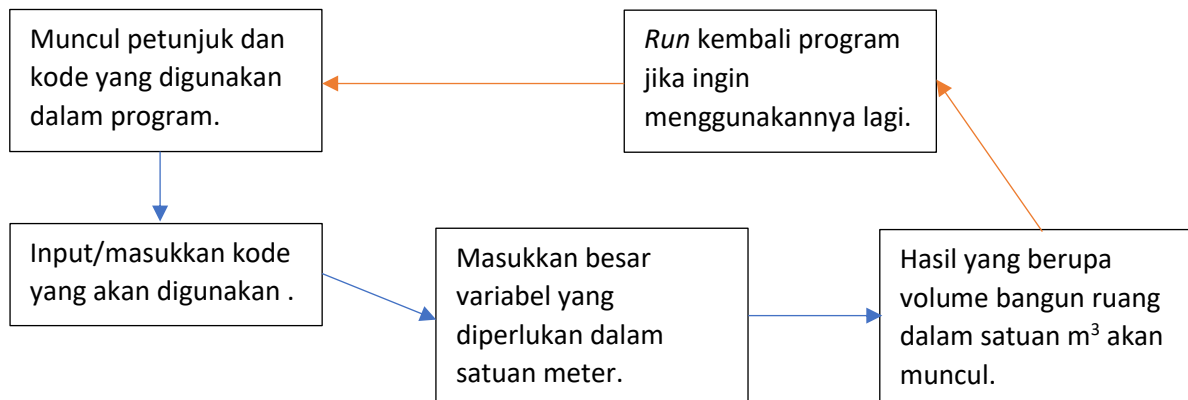 Muncul petunjuk dan
kode yang digunakan
dalam program.
Run kembali program
jika ingin
menggunakannya lagi.
Input/masukkan kode
yang akan digunakan .
Masukkan besar
variabel yang
diperlukan dalam
satuan meter.
Hasil yang berupa
volume bangun ruang
dalam satuan m³ akan
muncul.